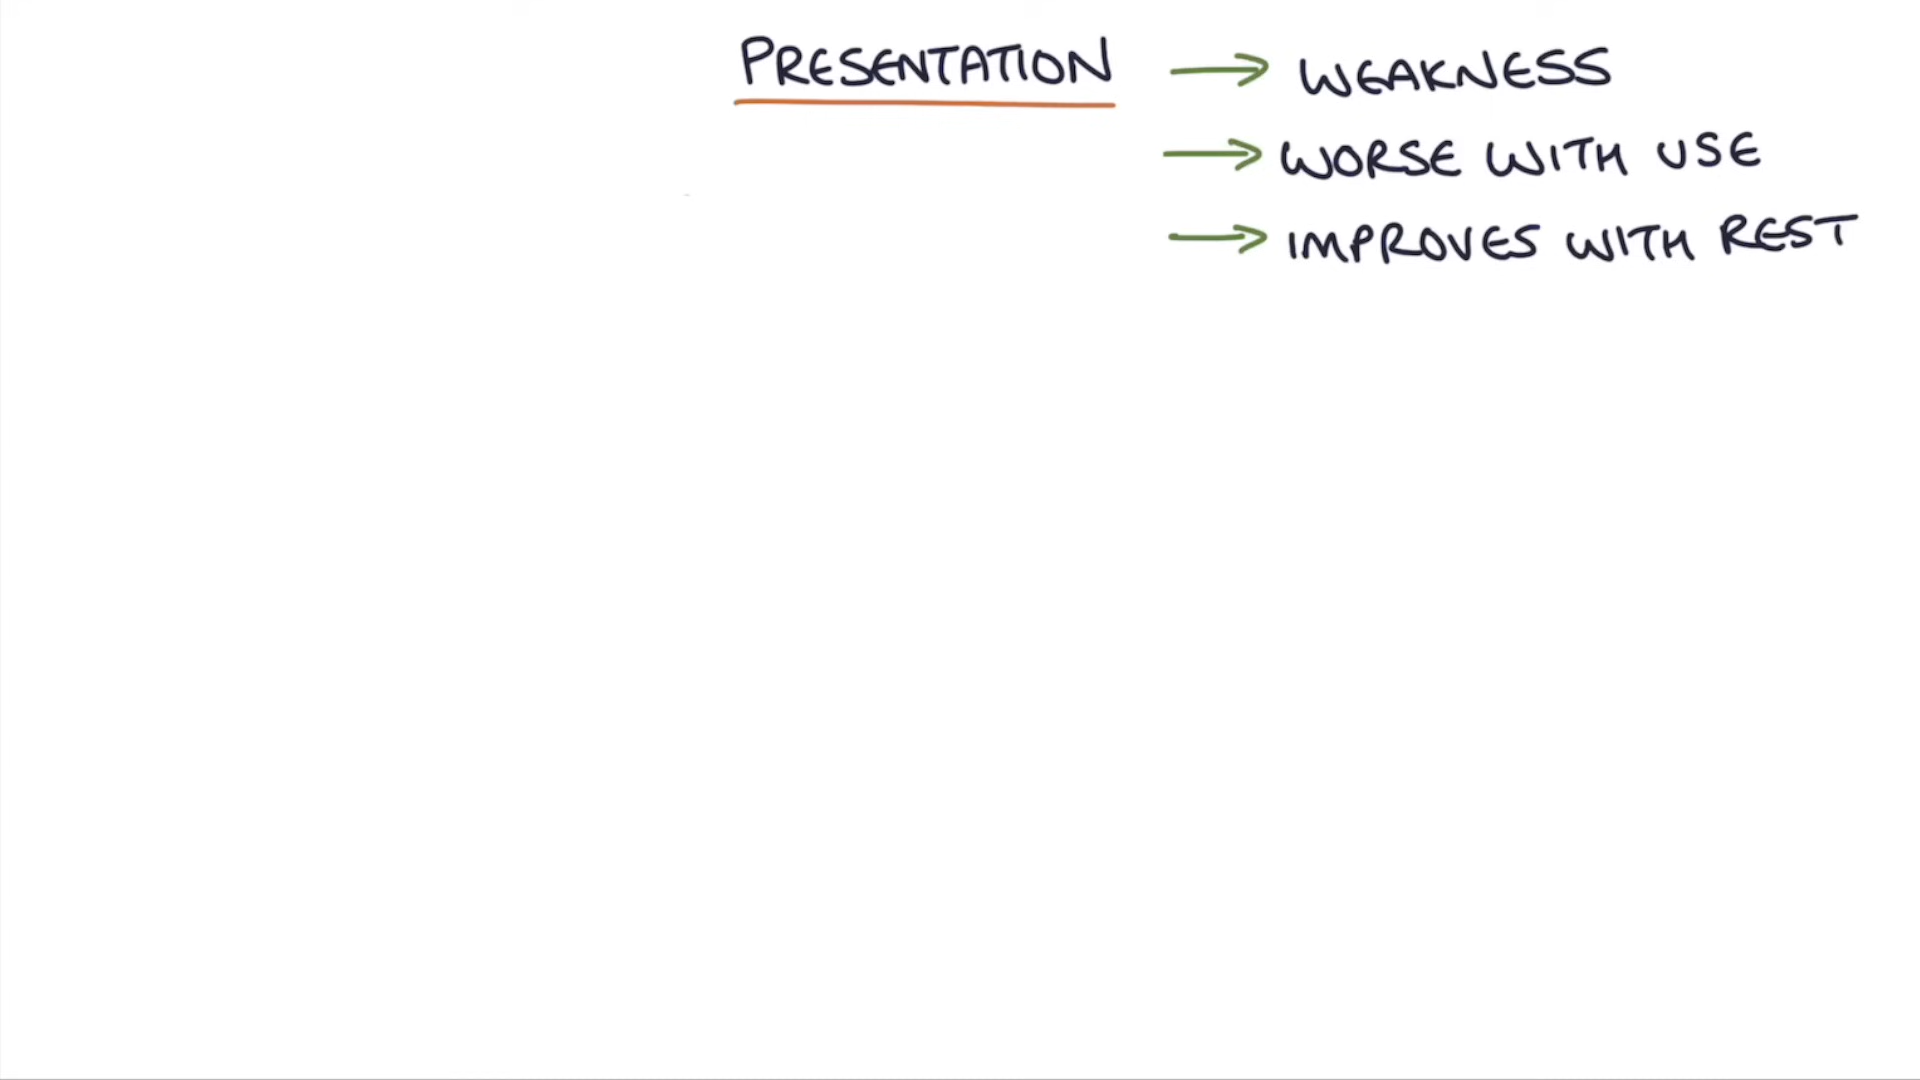 PRESENTATION → WEAKNESS
→ WORSE WITH USE
→ IMPROVES WITH REST